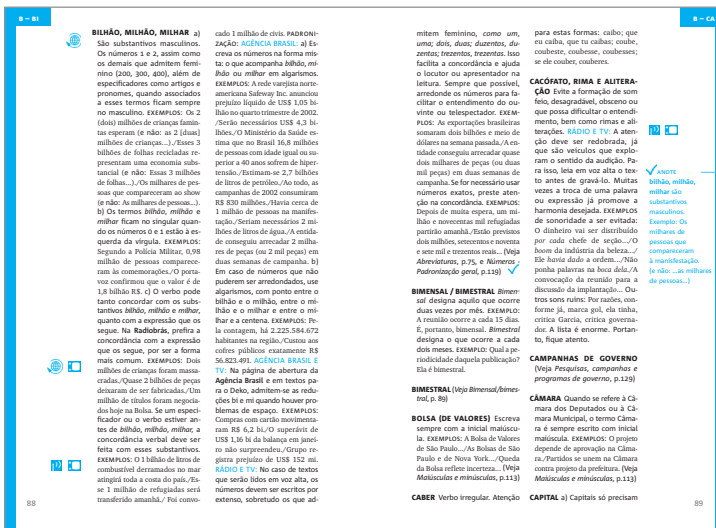 B – BI
BILHÃO, MILHÃO, MILHAR a)
São substantivos masculinos.
Os números 1 e 2, assim como
os demais que admitem femi-
nino (200, 300, 400), além de
especificadores como artigos e
pronomes, quando associados
a esses termos ficam sempre
no masculino. EXEMPLOS: Os 2
(dois) milhões de crianças famin-
tas esperam (e não: as 2 [duas]
milhões de crianças...)/Esses 3
bilhões de folhas recicladas re-
presentam uma economia subs-
tancial (e não: Essas 3 milhões
de folhas...)./Os milhares de pes-
soas que compareceram ao show
(e não: As milhares de pessoas...).
b) Os termos bilhão, milhão e
milhar ficam no singular quan-
do os números 0 e 1 estão à es-
querda da vírgula. EXEMPLOS:
Segundo a Polícia Militar, 0,98
milhão de pessoas comparece-
ram às comemorações./O porta-
voz confirmou que o valor é de
1,8 bilhão R$. c) O verbo pode
tanto concordar com os subs-
tantivos bilhão, milhão e milhar,
quanto com a expressão que os
segue. Na Radiobrás, prefira a
concordância com a expressão
que os segue, por ser a forma
mais comum. EXEMPLOS: Dois
milhões de crianças foram massa-
cradas./Quase 2 bilhões de peças
deixaram de ser fabricadas./Um
milhão de títulos foram negocia-
dos hoje na Bolsa. Se um especi-
ficador ou o verbo estiver an-
tes de bilhão, milhão, milhar, a
concordância verbal deve ser
feita com esses substantivos.
EXEMPLOS: O 1 bilhão de litros de
combustível derramados no mar
atingirá toda a costa do país./Es-
se 1 milhão de refugiadas será
transferido amanhã./ Foi convo-
88
cado 1 milhão de civis. PADRONI-
ZAÇÃO: AGÊNCIA BRASIL: a) Es-
creva os números na forma mis-
ta: o que acompanha bilhão, mi-
lhão ou milhar em algarismos.
EXEMPLOS: A rede varejista norte-
americana Safeway Inc. anunciou
prejuízo líquido de US$ 1,05 bi-
lhão no quarto trimestre de 2002.
/Serão necessários US$ 4,3 bi-
lhões./O Ministério da Saúde es-
tima que no Brasil 16,8 milhões
de pessoas com idade igual ou su-
perior a 40 anos sofrem de hiper-
tensão./Estimam-se 2,7 bilhões
de litros de petróleo./Ao todo, as
campanhas de 2002 consumiram
R$ 830 milhões./Havia cerca de
1 milhão de pessoas na manifes-
tação./Seriam necessários 2 mi-
lhões de litros de água./A entida-
de conseguiu arrecadar 2 milha-
res de peças (ou 2 mil peças) em
duas semanas de campanha. b)
Em caso de números que não
puderem ser arredondados, use
algarismos, com ponto entre o
bilhão e o milhão, entre o mi-
lhão e o milhar e entre o mi-
lhar e a centena. EXEMPLOS: Pe-
la contagem, há 2.225.584.672
habitantes na região./Custou aos
cofres públicos exatamente R$
56.823.491. AGÊNCIA BRASIL E
TV: Na página de abertura da
Agência Brasil e em textos pa-
ra o Deko, admitem-se as redu-
ções bi e mi quando houver pro-
blemas de espaço. EXEMPLOS:
Compras com cartão movimenta-
ram R$ 6,2 bi./O superávit de
US$ 1,16 bi da balança em janei-
ro não surpreendeu./Grupo re-
gistra prejuízo de US$ 152 mi.
RÁDIO E TV: No caso de textos
que serão lidos em voz alta, os
números devem ser escritos por
extenso, sobretudo os que ad-
B – CA
mitem feminino, como um,
uma; dois, duas; duzentos, du-
zentas; trezentos, trezentas. Isso
facilita a concordância e ajuda
o locutor ou apresentador na
leitura. Sempre que possível,
arredonde os números para fa-
cilitar o entendimento do ou-
vinte ou telespectador. EXEM-
PLOS: As exportações brasileiras
somaram dois bilhões e meio de
dólares na semana passada./A en-
tidade conseguiu arrecadar quase
dois milhares de peças (ou duas
mil peças) em duas semanas de
campanha. Se for necessário usar
números exatos, preste aten-
ção na concordância. EXEMPLOS:
Depois de muita espera, um mi-
lhão e novecentas mil refugiadas
partirão amanhã./Estão previstos
dois milhões, setecentos e noventa
e sete mil e trezentos reais... (Veja
Abreviaturas, p.75, e Números -
Padronização geral, p.119)
BIMENSAL / BIMESTRAL Bimen-
sal designa aquilo que ocorre
duas vezes por mês. EXEMPLO:
A reunião ocorre a cada 15 dias.
É, portanto, bimensal. Bimestral
designa o que ocorre a cada
dois meses. EXEMPLO: Qual a pe-
riodicidade daquela publicação?
Ela é bimestral.
BIMESTRAL (Veja Bimensal/bimes-
tral, p. 89)
BOLSA (DE VALORES) Escreva
sempre com a inicial maiúscu-
la. EXEMPLO: A Bolsa de Valores
de São Paulo.../As Bolsas de São
Paulo e de Nova York.../Queda
da Bolsa reflete incerteza... (Veja
Maiúsculas e minúsculas, p.113)
CABER Verbo irregular. Atenção
para estas formas: caibo; que
eu caiba, que tu caibas; coube,
coubeste, coubesse, coubesses;
se ele couber, couberes.
CACÓFATO, RIMA E ALITERA-
ÇÃO Evite a formação de som
feio, desagradável, obsceno ou
que possa dificultar o entendi-
mento, bem como rimas e ali-
terações. RÁDIO E TV: A aten-
ção deve ser redobrada, já
que são veículos que explo-
ram o sentido da audição. Pa-
ra isso, leia em voz alta o tex-
to antes de gravá-lo. Muitas
vezes a troca de uma palavra
ou expressão já promove a
harmonia desejada. EXEMPLOS
de sonoridade a ser evitada:
O dinheiro vai ser distribuído
por cada chefe de seção.../O
boom da indústria da beleza.../
Ele havia dado a ordem.../Não
ponha palavras na boca dela./A
convocação da reunião para a
discussão da implantação... Ou-
tros sons ruins: Por razões, con-
forme já, marca gol, ela tinha,
critica Garcia, critica governa-
dor. A lista é enorme. Portan-
to, fique atento.
CAMPANHAS DE GOVERNO
(Veja Pesquisas, campanhas e
programas de governo, p.129)
CÂMARA Quando se refere à Câ-
mara dos Deputados ou à Câ-
mara Municipal, o termo Câma-
ra é sempre escrito com inicial
maiúscula. EXEMPLOS: O projeto
depende de aprovação na Câma-
ra./Partidos se unem na Câmara
contra projeto da prefeitura. (Veja
Maiúsculas e minúsculas, p.113)
CAPITAL a) Capitais só precisam
ANOTE
bilhão, milhão,
milhar são
substantivos
masculinos.
Exemplo: Os
milhares de
pessoas que
compareceram
à manifestação,
(e não: ...as milhares
de pessoas...)
89